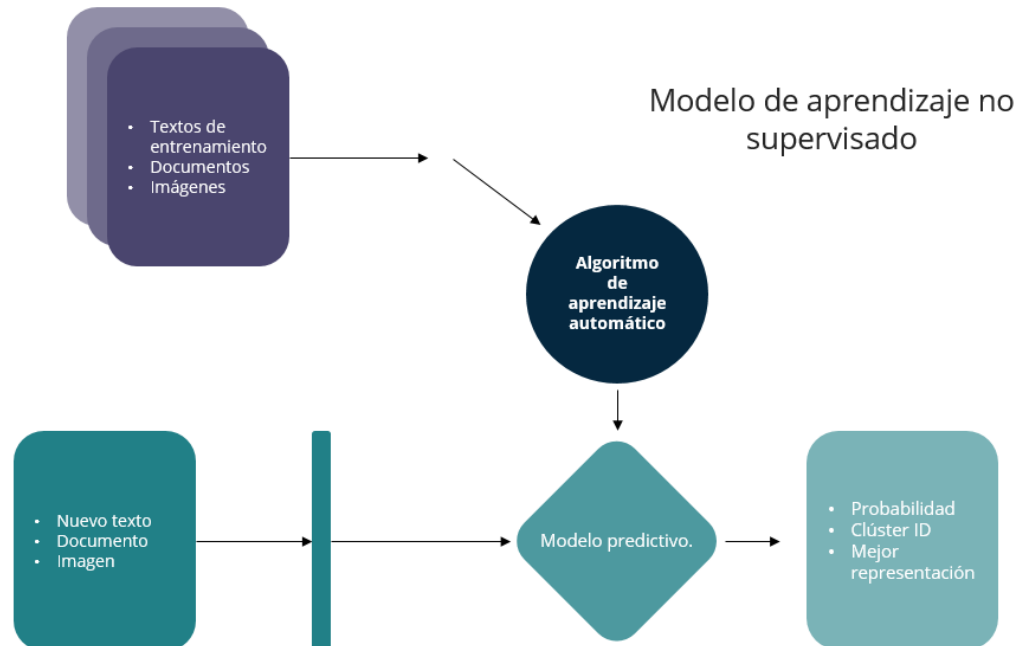 Modelo de aprendizaje no
supervisado
• Textos de
entrenamiento
• Documentos
• Imágenes
Algoritmo
de
aprendizaje
automático
• Nuevo texto
• Documento
• Imagen
Modelo predictivo.
• Probabilidad
• Clúster ID
• Mejor
representación